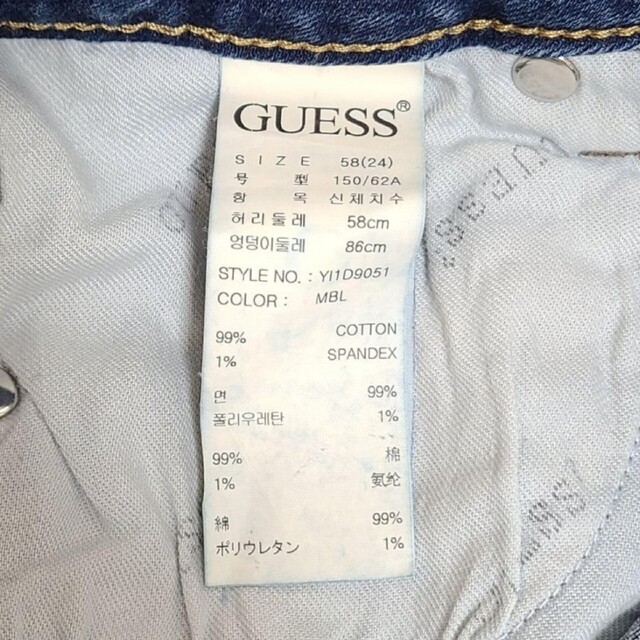 GUESS®
SIZE 58(24)
号 型 150/62A
항 목 신체치수
허리둘레 58cm
엉덩이둘레 86cm
STYLE NO. : YI1D9051
COLOR : MBL
99% COTTON
1% SPANDEX
면 99%
폴리우레탄 1%
99% 棉
1% 氨纶
綿 99%
ポリウレタン 1%